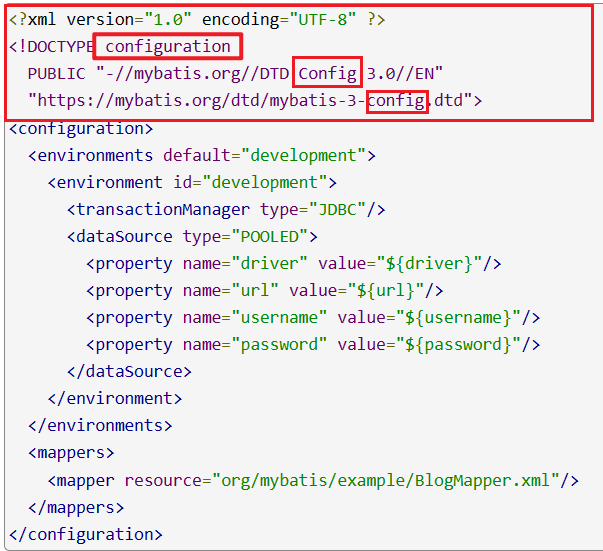 <?xml version="1.0" encoding="UTF-8" ?>
<!DOCTYPE configuration
  PUBLIC "-//mybatis.org//DTD Config 3.0//EN"
  "https://mybatis.org/dtd/mybatis-3-config.dtd">
<configuration>
  <environments default="development">
    <environment id="development">
      <transactionManager type="JDBC"/>
      <dataSource type="POOLED">
        <property name="driver" value="${driver}"/>
        <property name="url" value="${url}"/>
        <property name="username" value="${username}"/>
        <property name="password" value="${password}"/>
      </dataSource>
    </environment>
  </environments>
  <mappers>
    <mapper resource="org/mybatis/example/BlogMapper.xml"/>
  </mappers>
</configuration>